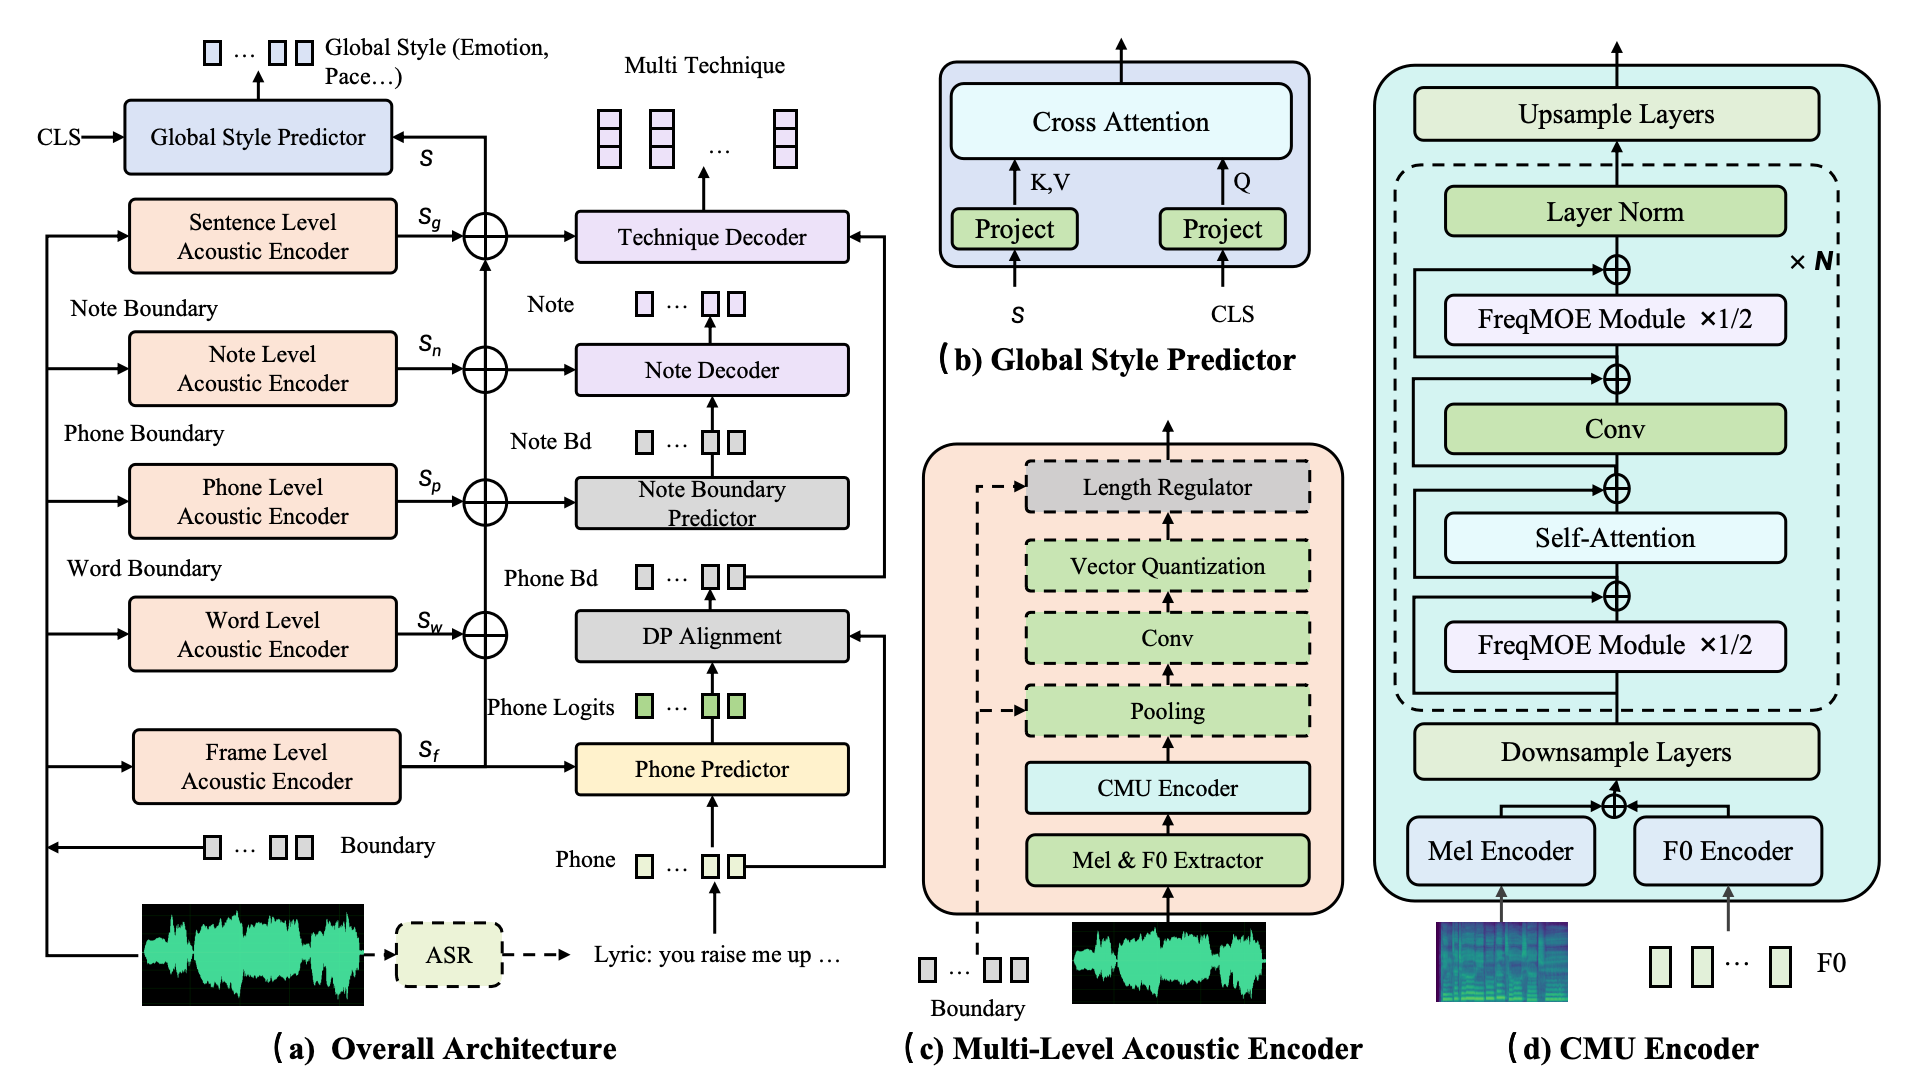 Global Style (Emotion,
Pace…)
CLS
Global Style Predictor
S
Multi Technique
…
…
Sentence Level
Acoustic Encoder
Sg
Technique Decoder
Note Boundary
Note
…
Note Level
Acoustic Encoder
Sn
Note Decoder
Phone Boundary
Note Bd
…
Phone Level
Acoustic Encoder
Sp
Note Boundary
Predictor
Word Boundary
Phone Bd
…
Word Level
Acoustic Encoder
Sw
DP Alignment
Phone Logits
…
Frame Level
Acoustic Encoder
Sf
Phone Predictor
…
Boundary
Phone
…
ASR
Lyric: you raise me up …
(a) Overall Architecture
Cross Attention
K,V
Q
Project
Project
S
CLS
(b) Global Style Predictor
Length Regulator
Vector Quantization
Conv
Pooling
CMU Encoder
Mel & F0 Extractor
…
Boundary
(c) Multi-Level Acoustic Encoder
Upsample Layers
Layer Norm
× N
FreqMOE Module ×1/2
Conv
Self-Attention
FreqMOE Module ×1/2
Downsample Layers
Mel Encoder
F0 Encoder
…
F0
(d) CMU Encoder